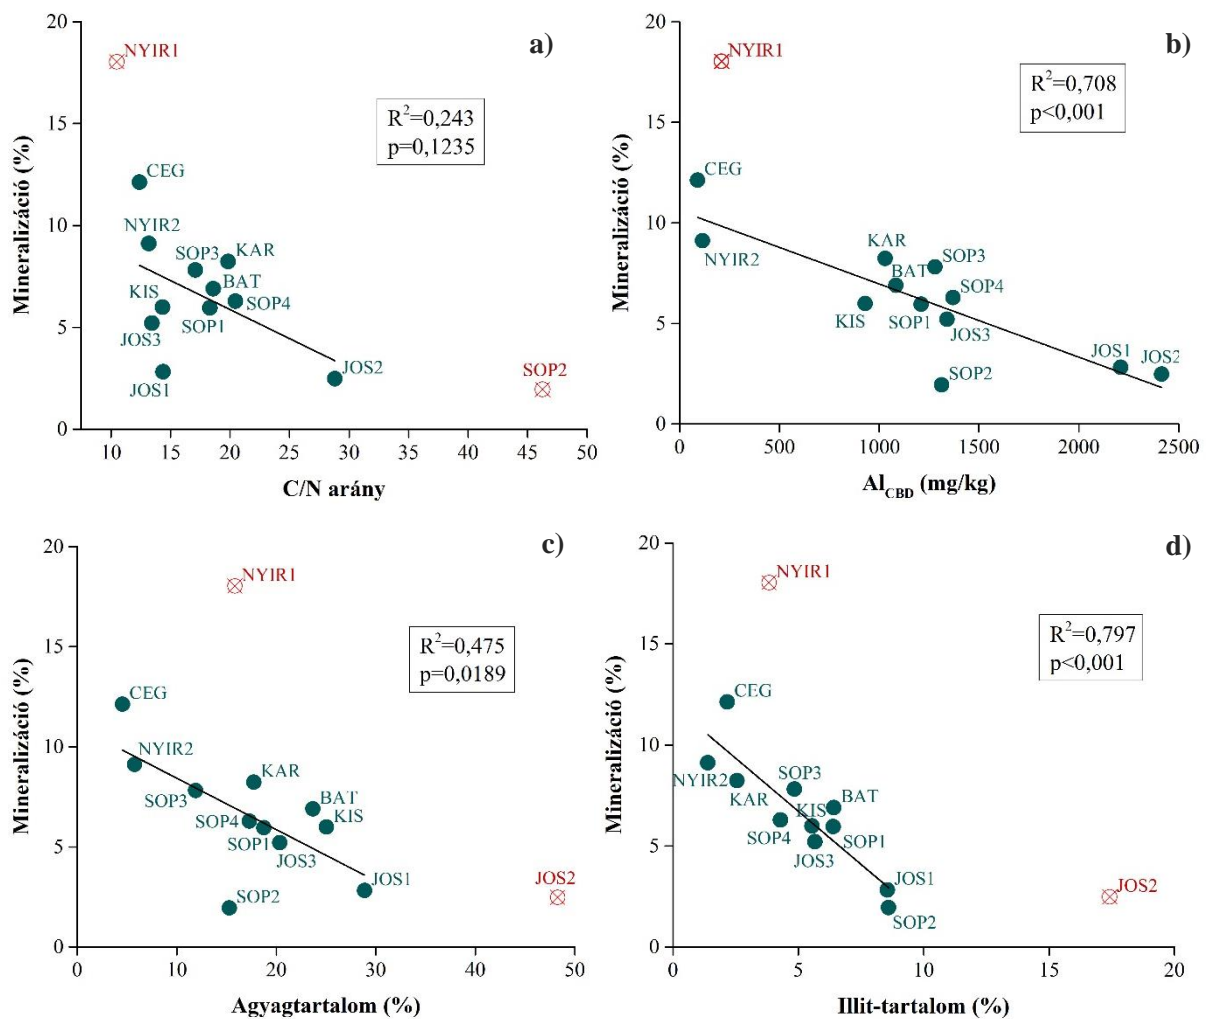 a)
20
15
10
5
0
Mineralizáció (%)
NYIR1
R²=0,243
p=0,1235
CEG
NYIR2
SOP3
KAR
BAT
KIS
SOP4
SOP1
JOS3
JOS1
JOS2
SOP2
10 15 20 25 30 35 40 45 50
C/N arány
b)
20
15
10
5
0
Mineralizáció (%)
NYIR1
R²=0,708
p<0,001
CEG
NYIR2
KAR
SOP3
BAT
SOP4
KIS
SOP1
JOS3
JOS1
JOS2
SOP2
0 500 1000 1500 2000 2500
Al_CBD (mg/kg)
c)
20
15
10
5
0
Mineralizáció (%)
NYIR1
R²=0,475
p=0,0189
CEG
NYIR2
KAR
SOP3
BAT
SOP4
KIS
SOP1
JOS3
JOS1
SOP2
JOS2
0 10 20 30 40 50
Agyagtartalom (%)
d)
20
15
10
5
0
Mineralizáció (%)
NYIR1
R²=0,797
p<0,001
CEG
SOP3
NYIR2
KAR
BAT
KIS
SOP4
SOP1
JOS3
JOS1
SOP2
JOS2
0 5 10 15 20
Illit-tartalom (%)